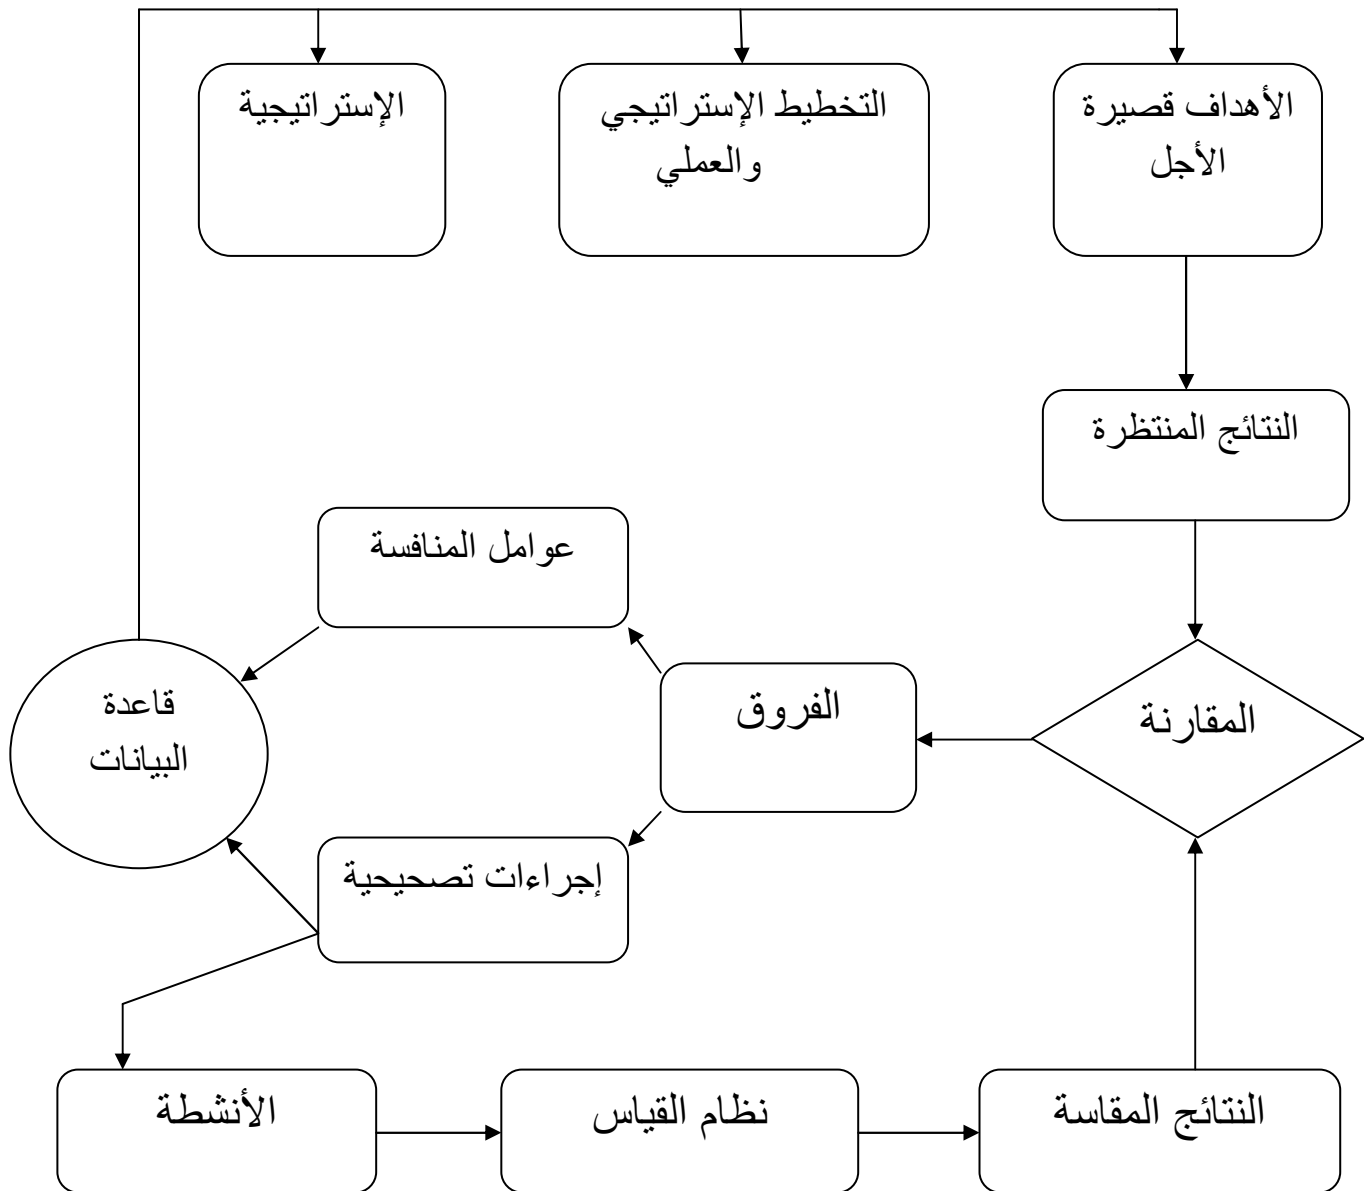 الأهداف قصيرة
الأجل
التخطيط الإستراتيجي
والعملي
الإستراتيجية
النتائج المنتظرة
عوامل المنافسة
المقارنة
الفروق
قاعدة
البيانات
إجراءات تصحيحية
النتائج المقاسة
نظام القياس
الأنشطة